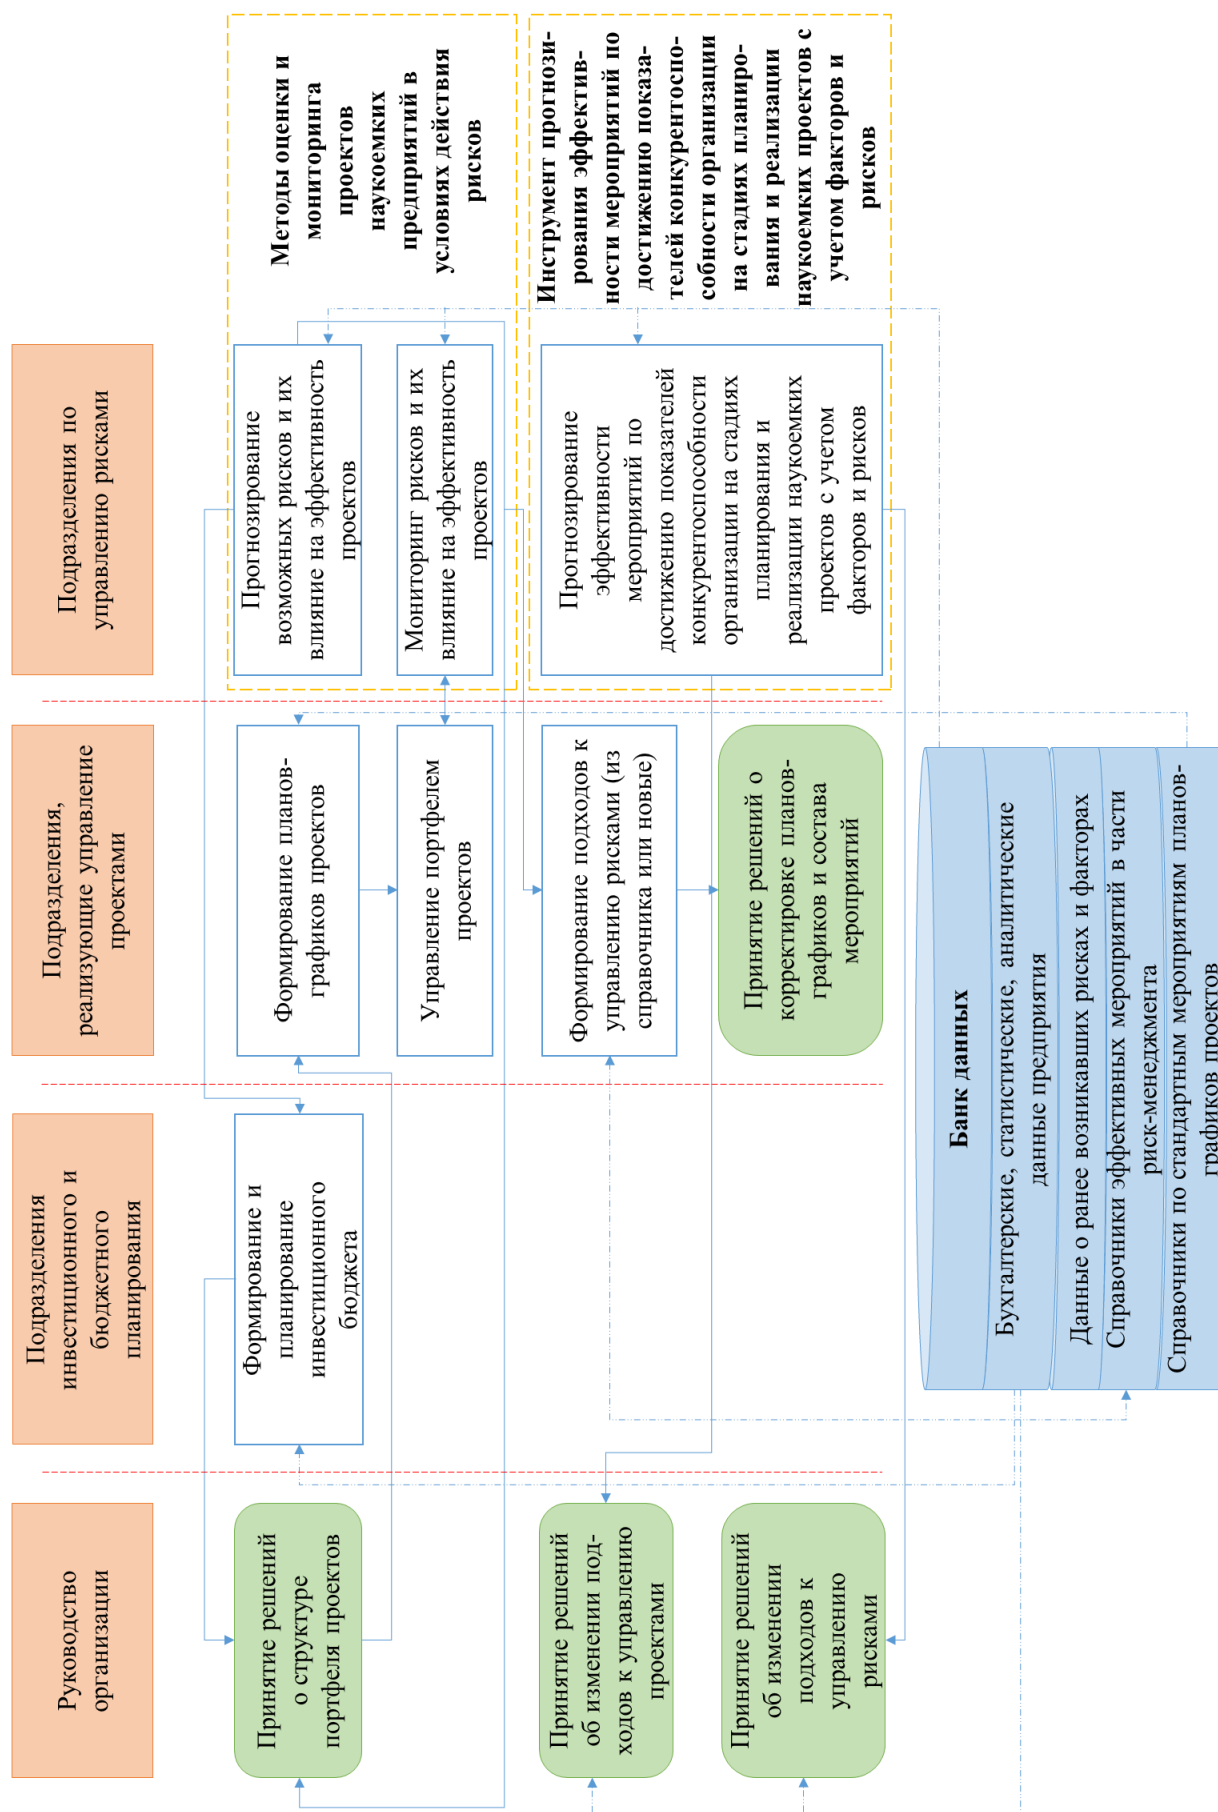 Руководство
организации
Подразделения
инвестиционного и
бюджетного
планирования
Подразделения,
реализующие управление
проектами
Подразделения по
управлению рисками
Принятие решений
о структуре
портфеля проектов
Формирование и
планирование
инвестиционного
бюджета
Формирование планов-
графиков проектов
Прогнозирование
возможных рисков и их
влияние на эффективность
проектов
Методы оценки и
мониторинга
проектов
наукоемких
предприятий в
условиях действия
рисков
Управление портфелем
проектов
Мониторинг рисков и их
влияние на эффективность
проектов
Принятие решений
об изменении под-
ходов к управлению
проектами
Формирование подходов к
управлению рисками (из
справочника или новые)
Прогнозирование
эффективности
мероприятий по
достижению показателей
конкурентоспособности
организации на стадиях
планирования и
реализации наукоемких
проектов с учетом
факторов и рисков
Инструмент прогнози-
рования эффектив-
ности мероприятий по
достижению показа-
телей конкурентоспо-
собности организации
на стадиях планиро-
вания и реализации
наукоемких проектов с
учетом факторов и
рисков
Принятие решений
об изменении
подходов к
управлению
рисками
Принятие решений о
корректировке планов-
графиков и состава
мероприятий
Банк данных
Бухгалтерские, статистические, аналитические
данные предприятия
Данные о ранее возникавших рисках и факторах
Справочники эффективных мероприятий в части
риск-менеджмента
Справочники по стандартным мероприятиям планов-
графиков проектов